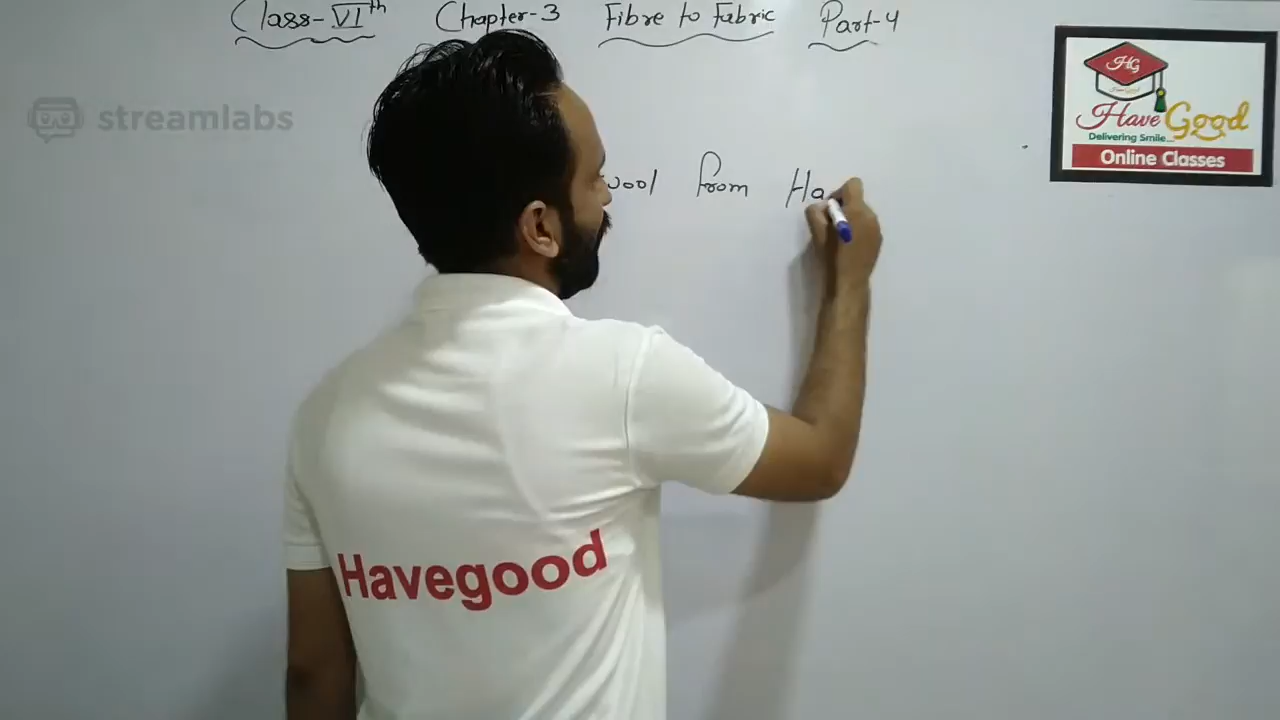 Class-VIth Chapter-3 Fibre to Fabric Part-4
streamlabs
HG
Have Good
Delivering Smile...
Online Classes
wool from Ha
Havegood